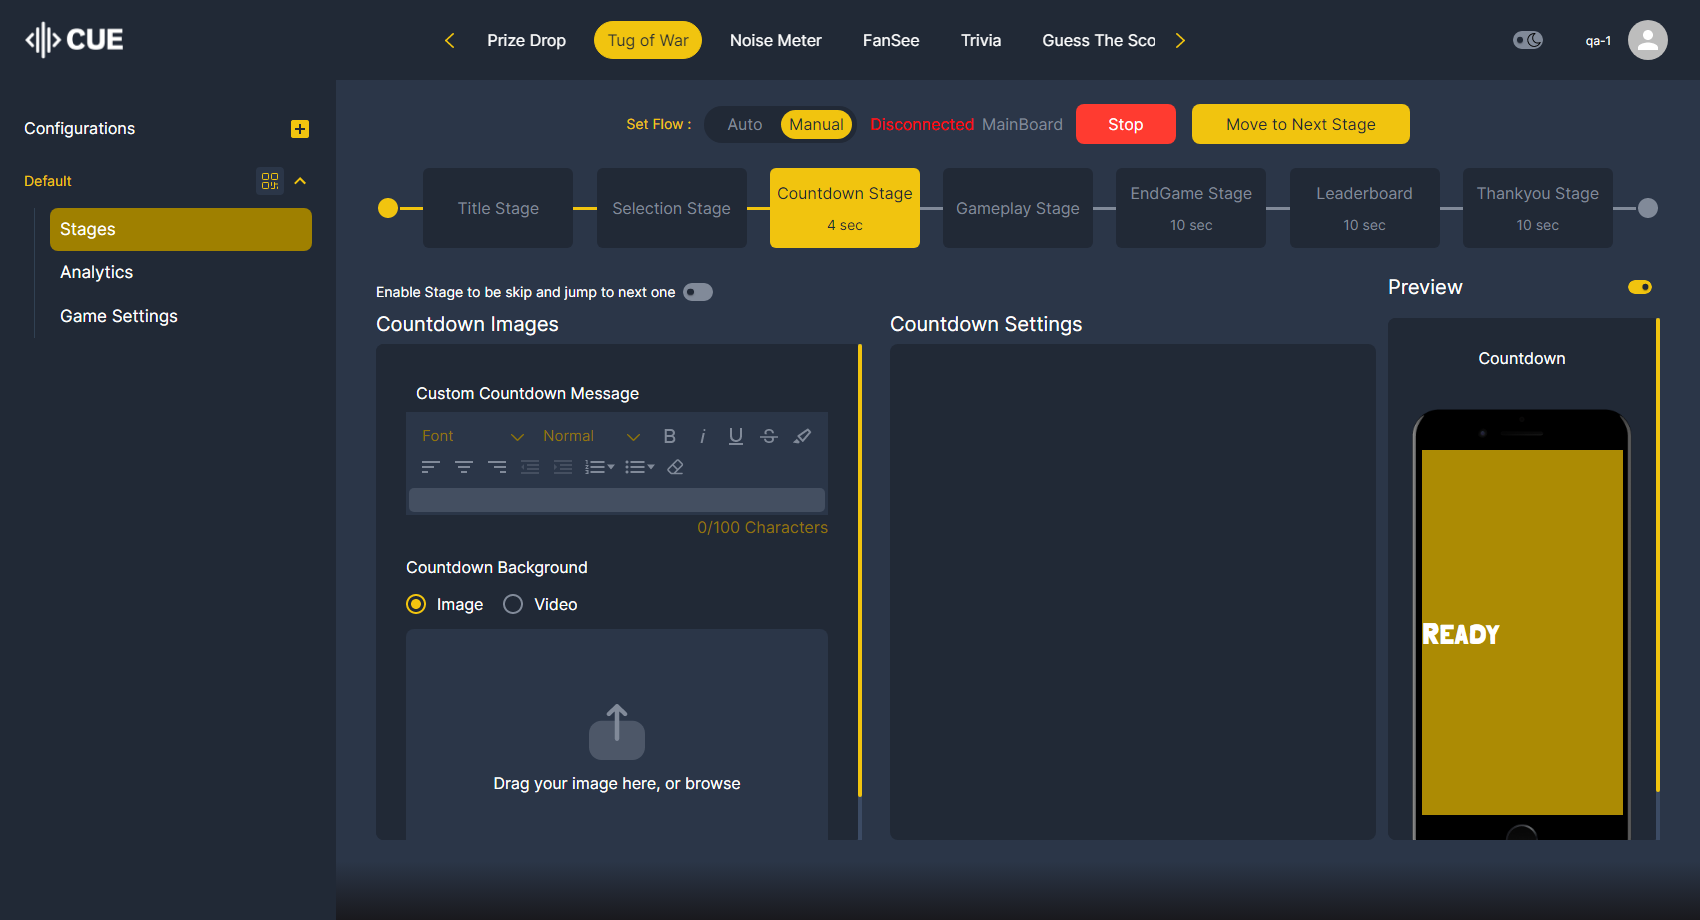 CUE
Prize Drop
Tug of War
Noise Meter
FanSee
Trivia
Guess The Sco
qa-1
Configurations
Default
Stages
Analytics
Game Settings
Set Flow :
Auto
Manual
Disconnected MainBoard
Stop
Move to Next Stage
Title Stage
Selection Stage
Countdown Stage
4 sec
Gameplay Stage
EndGame Stage
10 sec
Leaderboard
10 sec
Thankyou Stage
10 sec
Enable Stage to be skip and jump to next one
Countdown Images
Custom Countdown Message
Font
Normal
B i U S
0/100 Characters
Countdown Background
Image
Video
Drag your image here, or browse
Countdown Settings
Preview
Countdown
READY